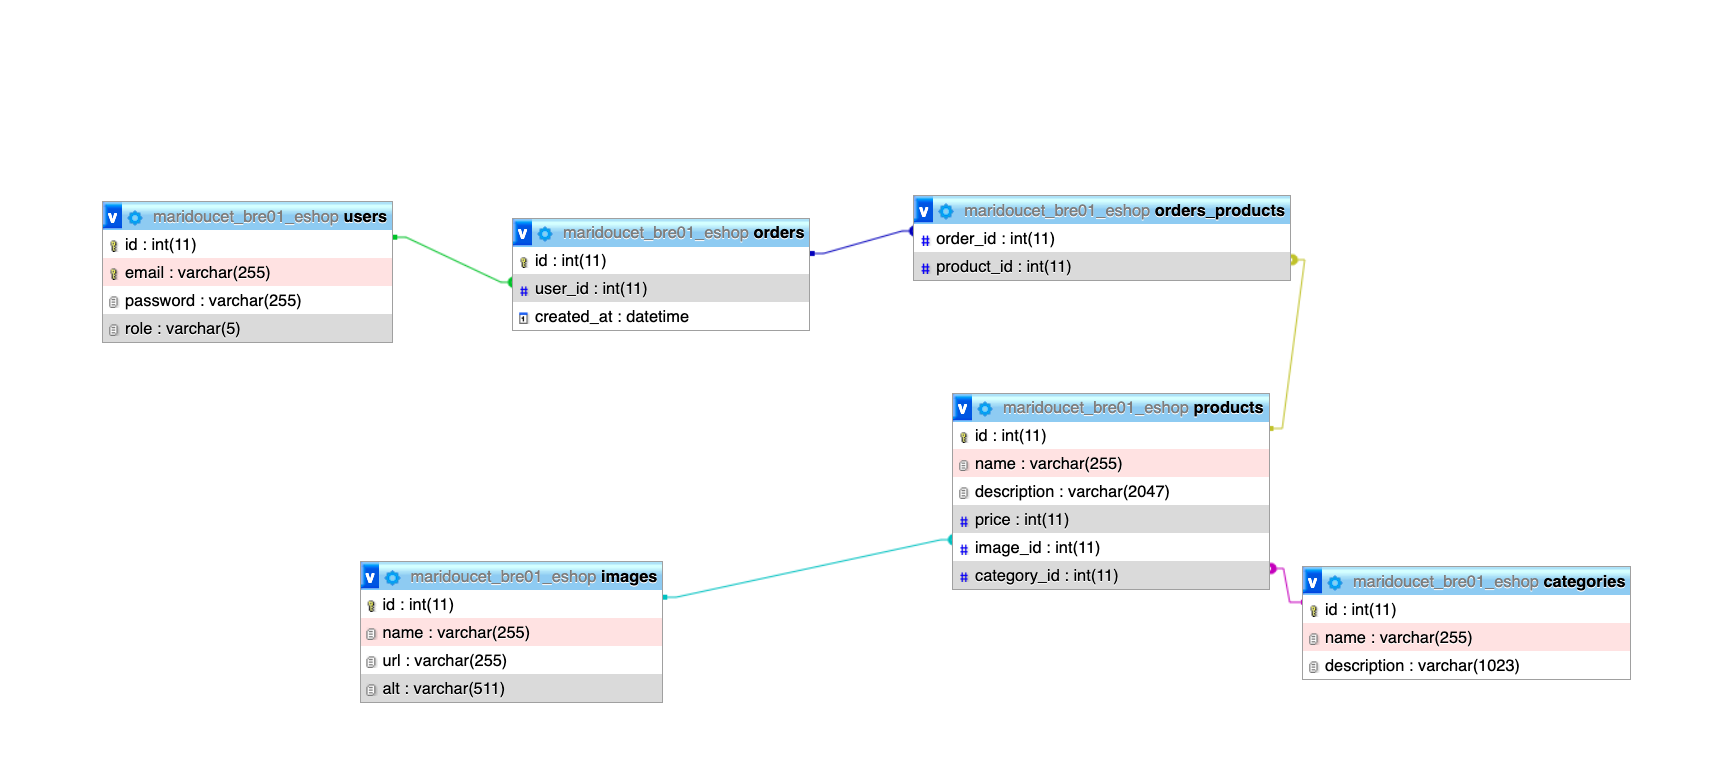 v maridoucet_bre01_eshop users
id : int(11)
email : varchar(255)
password : varchar(255)
role : varchar(5)
v maridoucet_bre01_eshop orders
id : int(11)
# user_id : int(11)
created_at : datetime
v maridoucet_bre01_eshop orders_products
# order_id : int(11)
# product_id : int(11)
v maridoucet_bre01_eshop products
id : int(11)
name : varchar(255)
description : varchar(2047)
# price : int(11)
# image_id : int(11)
# category_id : int(11)
v maridoucet_bre01_eshop images
id : int(11)
name : varchar(255)
url : varchar(255)
alt : varchar(511)
v maridoucet_bre01_eshop categories
id : int(11)
name : varchar(255)
description : varchar(1023)